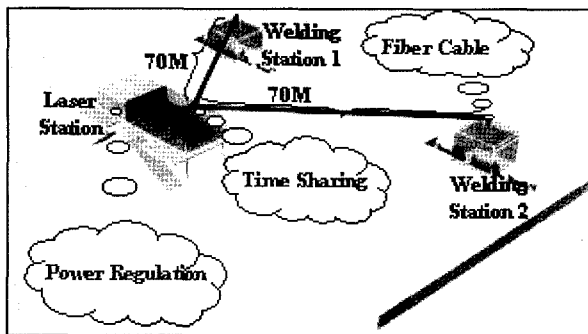 Welding
Station 1
Fiber Cable
70M
70M
Laser
Station
Time Sharing
Welding
Station 2
Power Regulation